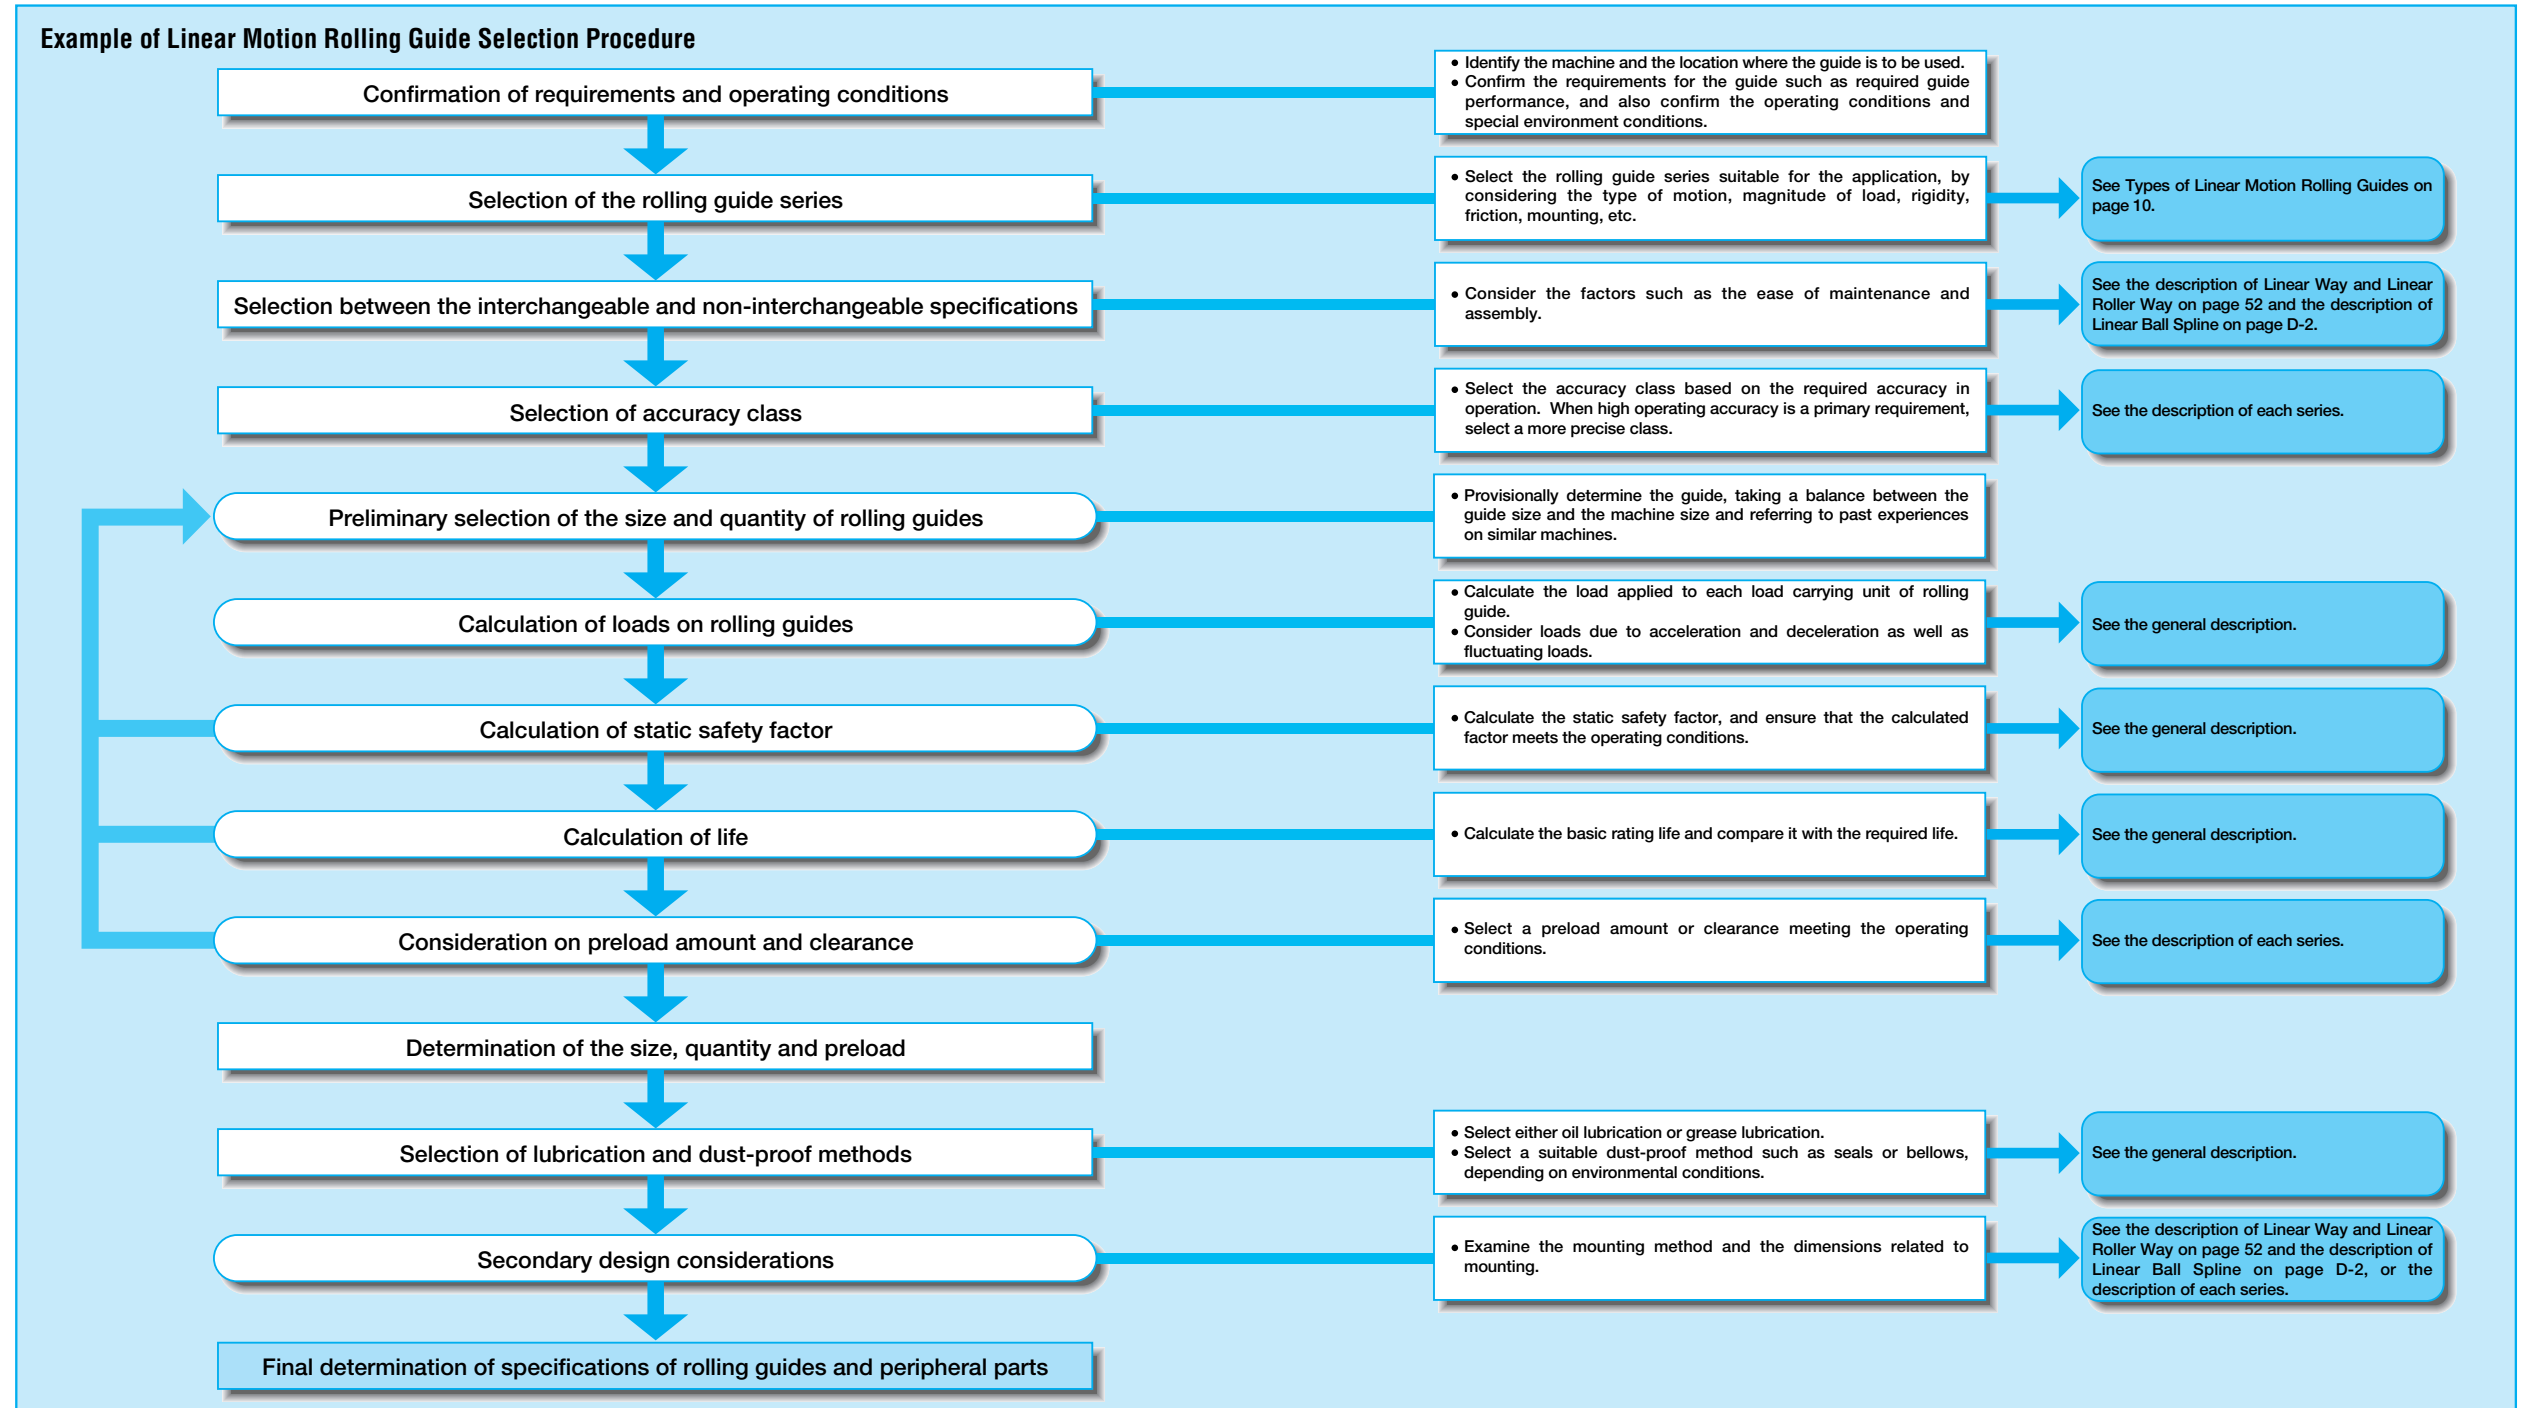 Example of Linear Motion Rolling Guide Selection Procedure
Confirmation of requirements and operating conditions
• Identify the machine and the location where the guide is to be used.
• Confirm the requirements for the guide such as required guide
performance, and also confirm the operating conditions and
special environment conditions.
Selection of the rolling guide series
• Select the rolling guide series suitable for the application, by
considering the type of motion, magnitude of load, rigidity,
friction, mounting, etc.
See Types of Linear Motion Rolling Guides on
page 10.
Selection between the interchangeable and non-interchangeable specifications
• Consider the factors such as the ease of maintenance and
assembly.
See the description of Linear Way and Linear
Roller Way on page 52 and the description of
Linear Ball Spline on page D-2.
Selection of accuracy class
• Select the accuracy class based on the required accuracy in
operation. When high operating accuracy is a primary requirement,
select a more precise class.
See the description of each series.
Preliminary selection of the size and quantity of rolling guides
• Provisionally determine the guide, taking a balance between the
guide size and the machine size and referring to past experiences
on similar machines.
Calculation of loads on rolling guides
• Calculate the load applied to each load carrying unit of rolling
guide.
• Consider loads due to acceleration and deceleration as well as
fluctuating loads.
See the general description.
Calculation of static safety factor
• Calculate the static safety factor, and ensure that the calculated
factor meets the operating conditions.
See the general description.
Calculation of life
• Calculate the basic rating life and compare it with the required life.
See the general description.
Consideration on preload amount and clearance
• Select a preload amount or clearance meeting the operating
conditions.
See the description of each series.
Determination of the size, quantity and preload
Selection of lubrication and dust-proof methods
• Select either oil lubrication or grease lubrication.
• Select a suitable dust-proof method such as seals or bellows,
depending on environmental conditions.
See the general description.
Secondary design considerations
• Examine the mounting method and the dimensions related to
mounting.
See the description of Linear Way and Linear
Roller Way on page 52 and the description of
Linear Ball Spline on page D-2, or the
description of each series.
Final determination of specifications of rolling guides and peripheral parts